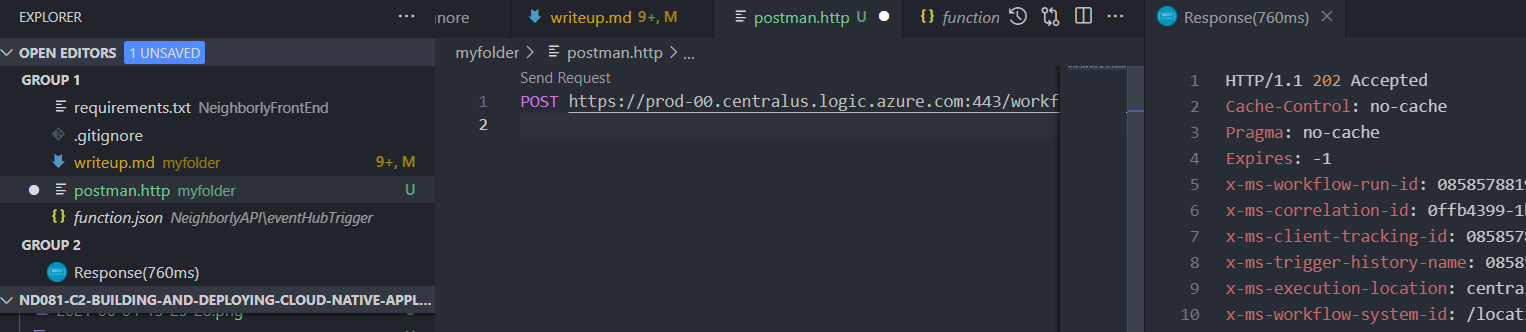 EXPLORER
OPEN EDITORS 1 UNSAVED
GROUP 1
requirements.txt NeighborlyFrontEnd
.gitignore
writeup.md myfolder 9+, M
postman.http myfolder U
function.json NeighborlyAPI\eventHubTrigger
GROUP 2
Response(760ms)
ND081-C2-BUILDING-AND-DEPLOYING-CLOUD-NATIVE-APPL...
nore
writeup.md 9+, M
postman.http U
function
myfolder > postman.http > ...
Send Request
1 POST https://prod-00.centralus.logic.azure.com:443/workf
2
Response(760ms)
1 HTTP/1.1 202 Accepted
2 Cache-Control: no-cache
3 Pragma: no-cache
4 Expires: -1
5 x-ms-workflow-run-id: 0858578819
6 x-ms-correlation-id: 0ffb4399-1
7 x-ms-client-tracking-id: 085857
8 x-ms-trigger-history-name: 0858
9 x-ms-execution-location: centra
10 x-ms-workflow-system-id: /locati